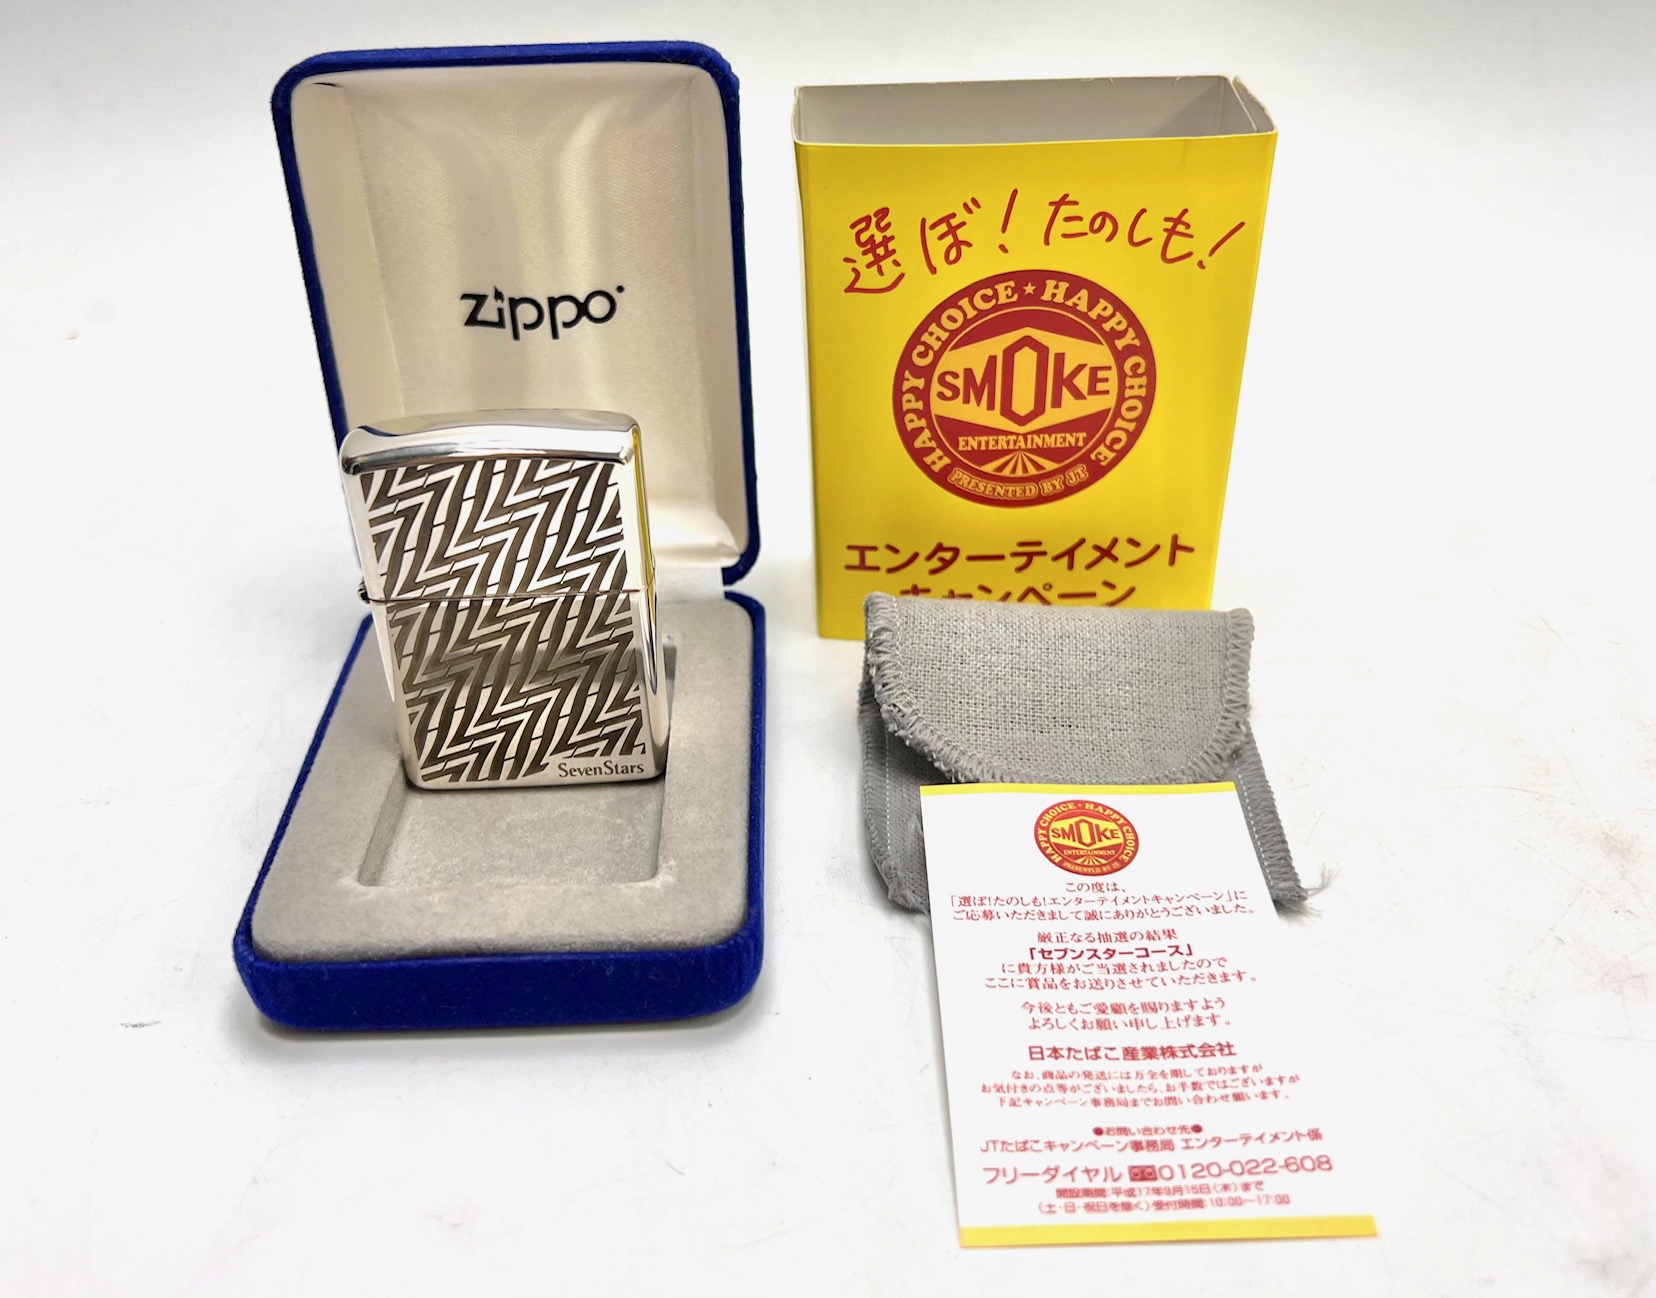 zippo
SevenStars
選ぼ! たのしも!
HAPPY CHOICE ★ HAPPY CHOICE
SMOKE
ENTERTAINMENT
PRESENTED BY JT
エンターテイメント
キャンペーン
HAPPY CHOICE ・ HAPPY CHOICE
SMOKE
ENTERTAINMENT
PRESENTED BY JT
この度は、
「選ぼ!たのしも!エンターテイメントキャンペーン」に
ご応募いただきまして誠にありがとうございました。
厳正なる抽選の結果
「セブンスターコース」
に貴方様がご当選されましたので
ここに賞品をお送りさせていただきます。
今後ともご愛顧を賜りますよう
よろしくお願い申し上げます。
日本たばこ産業株式会社
なお、商品の発送には万全を期しておりますが
お気付きの点等がございましたら、お手数ではございますが
下記キャンペーン事務局までお問い合わせ願います。
●お問い合わせ先●
JTたばこキャンペーン事務局 エンターテイメント係
フリーダイヤル 0120-022-608
開設期間:平成17年9月15日(木)まで
(土・日・祝日を除く)受付時間:10:00〜17:00